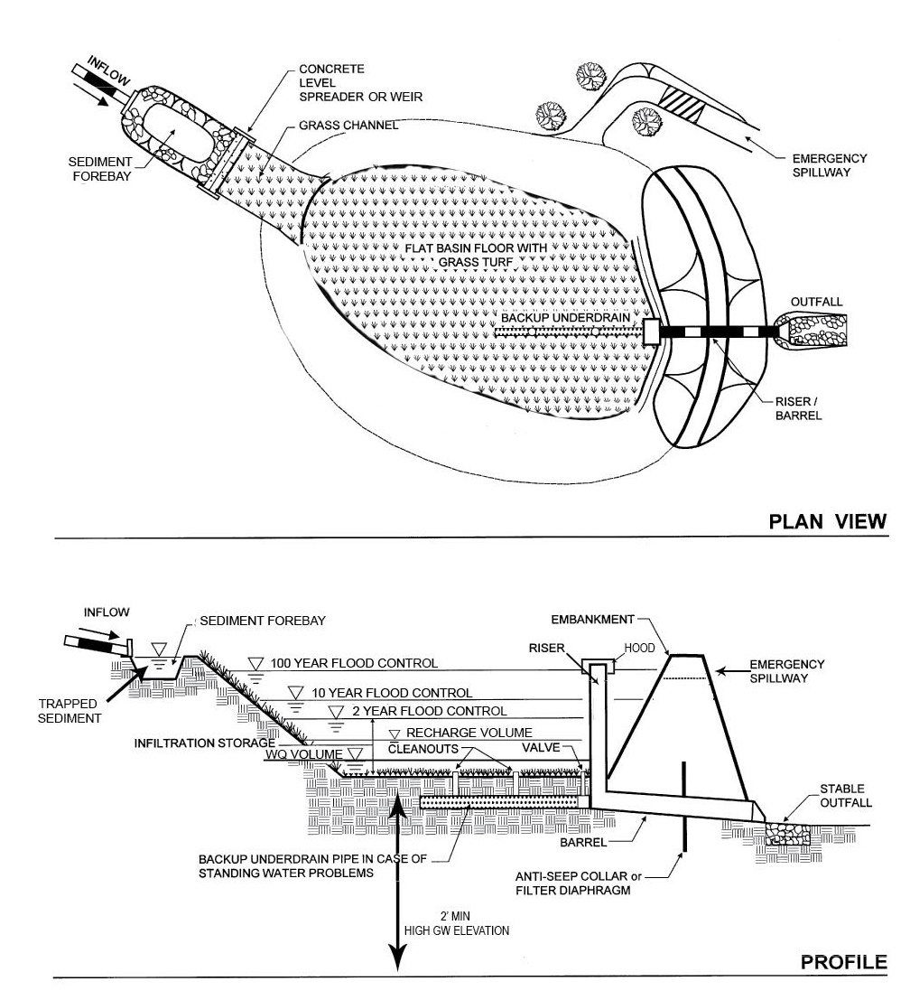 INFLOW
CONCRETE
LEVEL
SPREADER OR WEIR
GRASS CHANNEL
SEDIMENT
FOREBAY
EMERGENCY
SPILLWAY
FLAT BASIN FLOOR WITH
GRASS TURF
BACKUP UNDERDRAIN
OUTFALL
RISER /
BARREL
PLAN VIEW
INFLOW
SEDIMENT FOREBAY
EMBANKMENT
RISER
HOOD
100 YEAR FLOOD CONTROL
EMERGENCY
SPILLWAY
10 YEAR FLOOD CONTROL
TRAPPED
SEDIMENT
2 YEAR FLOOD CONTROL
RECHARGE VOLUME
INFILTRATION STORAGE
WQ VOLUME
CLEANOUTS
VALVE
STABLE
OUTFALL
BARREL
BACKUP UNDERDRAIN PIPE IN CASE OF
STANDING WATER PROBLEMS
ANTI-SEEP COLLAR or
FILTER DIAPHRAGM
2' MIN
HIGH GW ELEVATION
PROFILE